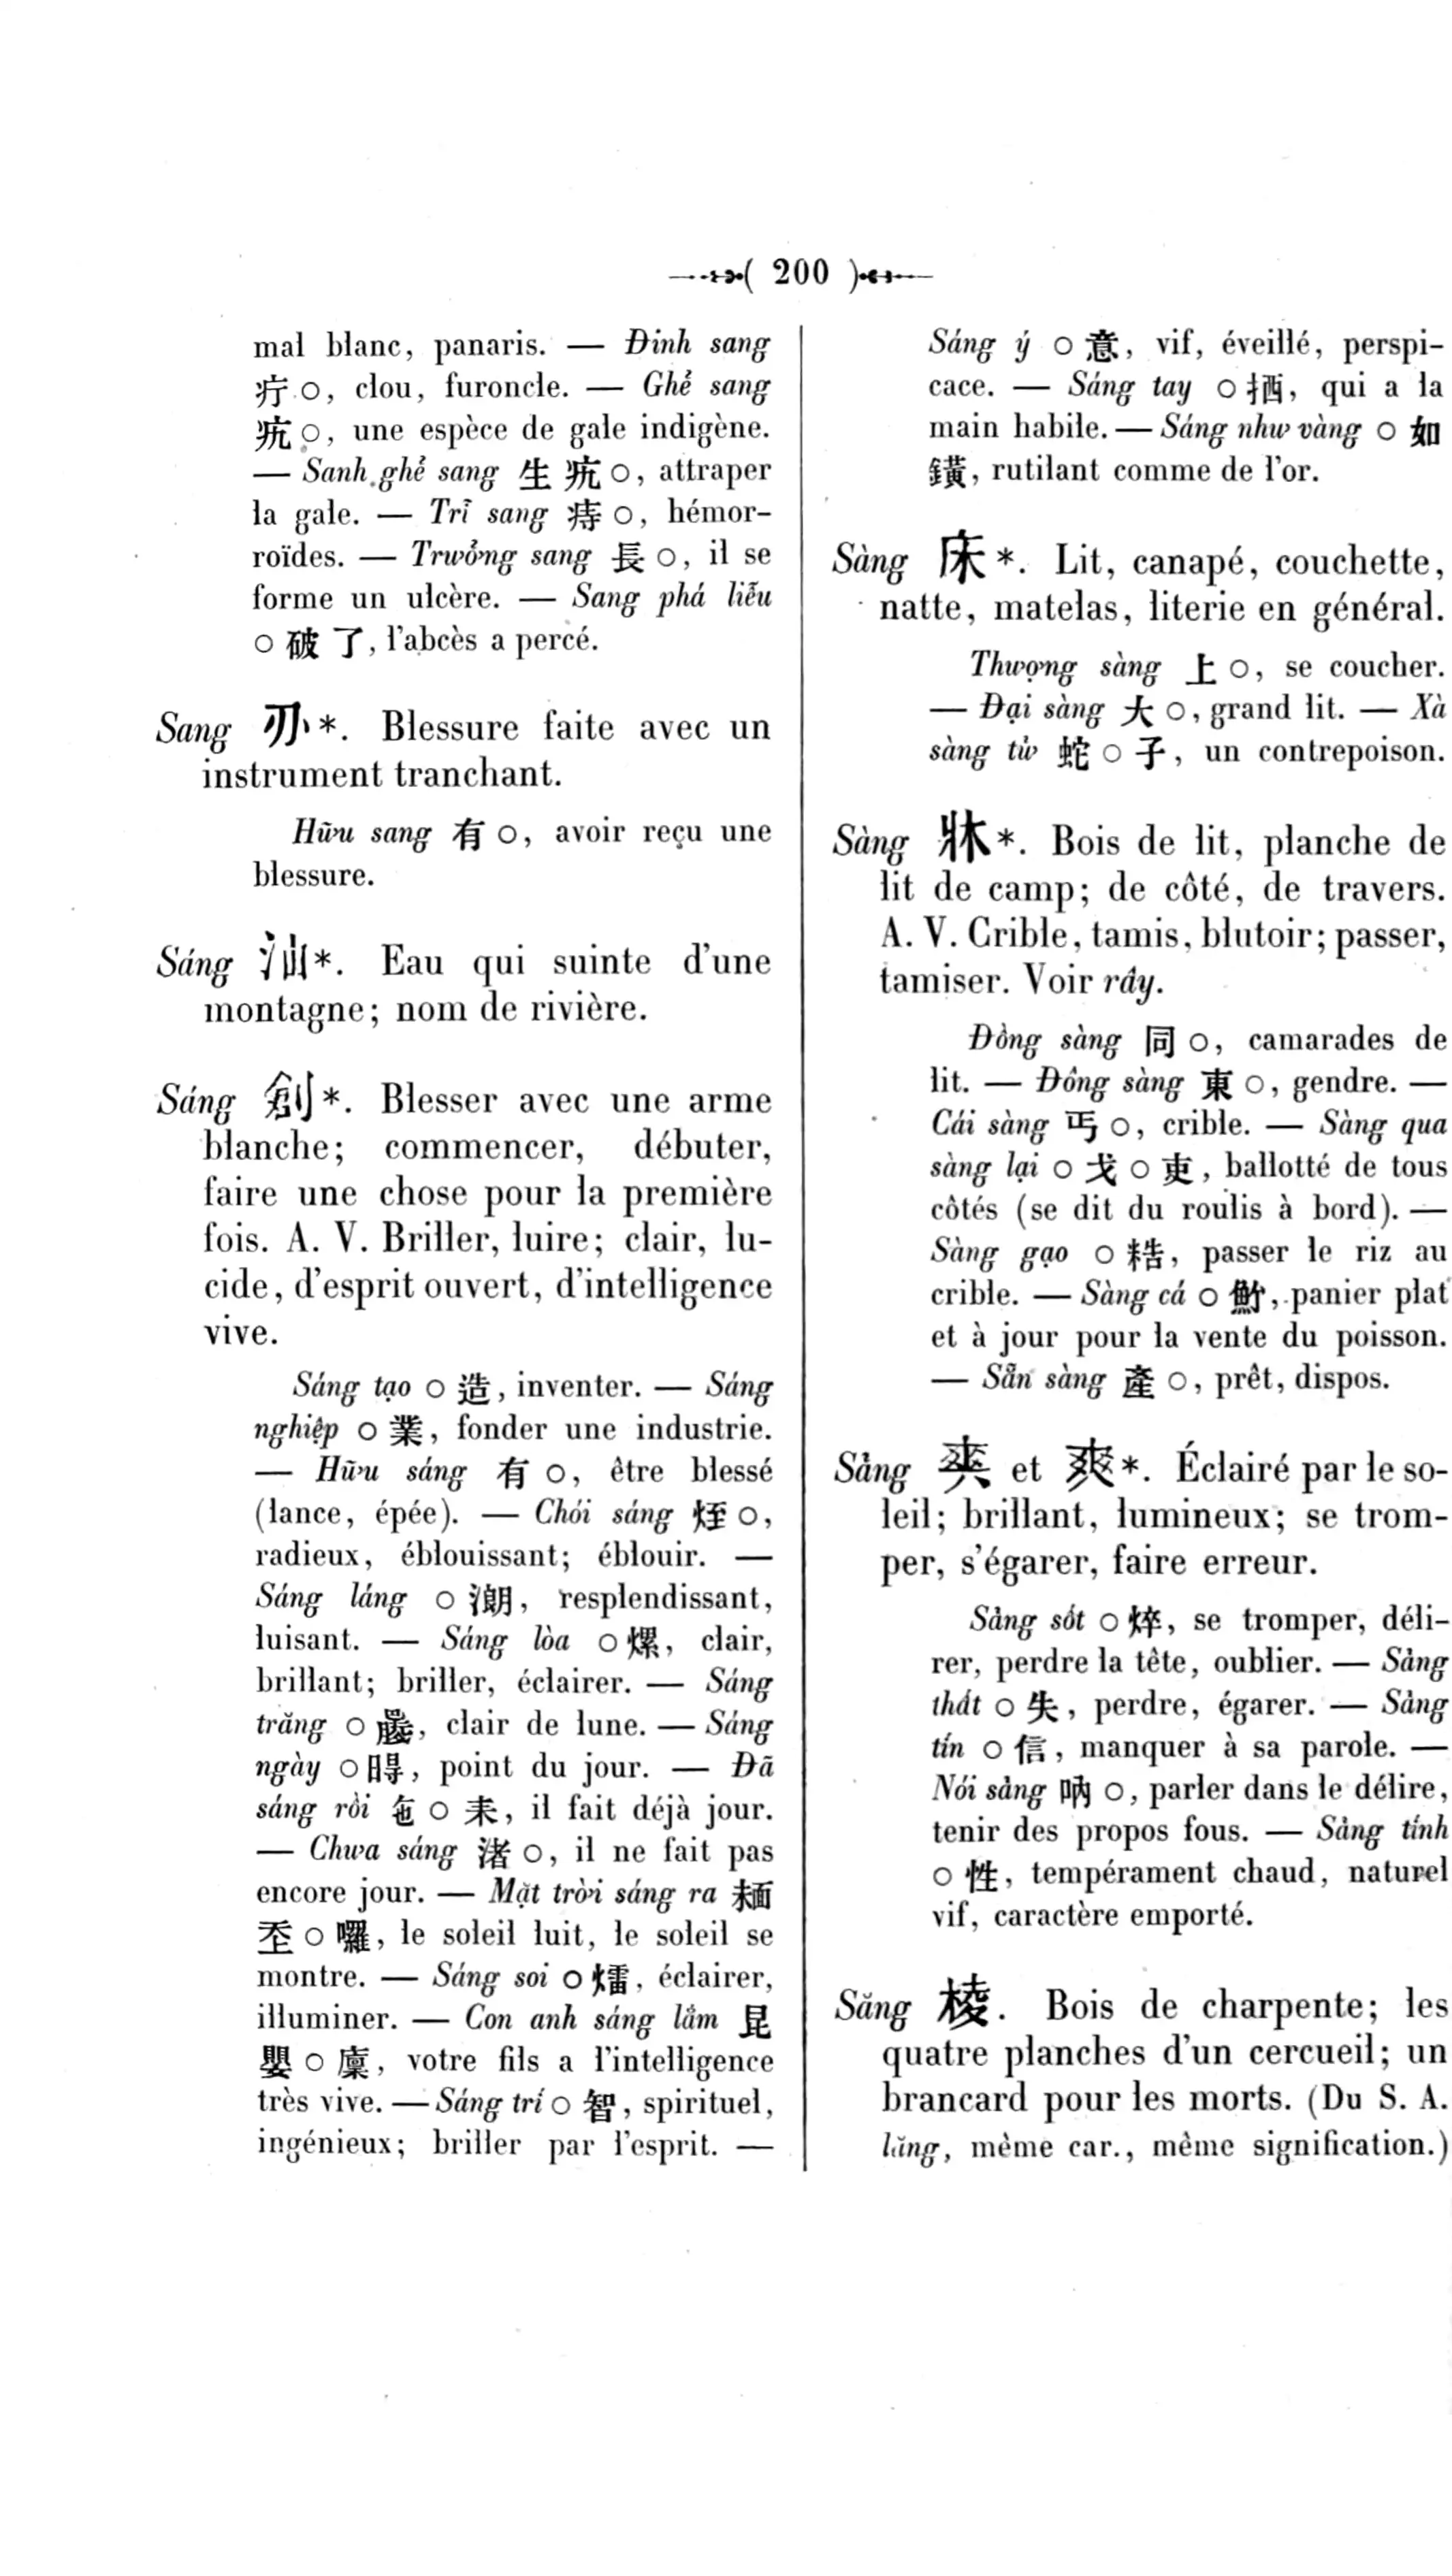 ( 200 )
mal blanc, panaris. — Đinh sang
疔 ○, clou, furoncle. — Ghẻ sang
疣 ○, une espèce de gale indigène.
— Sanh ghẻ sang 生 疣 ○, attraper
la gale. — Trĩ sang 痔 ○, hémor-
roïdes. — Trưởng sang 長 ○, il se
forme un ulcère. — Sang phá liễu
○ 破 了, l'abcès a percé.
Sang 刅*. Blessure faite avec un
instrument tranchant.
Hữu sang 有 ○, avoir reçu une
blessure.
Sáng 汕*. Eau qui suinte d'une
montagne; nom de rivière.
Sáng 創*. Blesser avec une arme
blanche; commencer, débuter,
faire une chose pour la première
fois. A. V. Briller, luire; clair, lu-
cide, d'esprit ouvert, d'intelligence
vive.
Sáng tạo ○ 造, inventer. — Sáng
nghiệp ○ 業, fonder une industrie.
— Hữu sáng 有 ○, être blessé
(lance, épée). — Chói sáng 烶 ○,
radieux, éblouissant; éblouir. —
Sáng láng ○ 㴳, resplendissant,
luisant. — Sáng lòa ○ 㷟, clair,
brillant; briller, éclairer. — Sáng
trăng ○, clair de lune. — Sáng
ngày ○ 𣈜, point du jour. — Đã
sáng rồi ○ 耒, il fait déjà jour.
— Chưa sáng 渚 ○, il ne fait pas
encore jour. — Mặt trời sáng ra 𩈘
𡗶 ○ 囉, le soleil luit, le soleil se
montre. — Sáng soi ○ 㷸, éclairer,
illuminer. — Con anh sáng lắm 昆
嬰 ○ 廩, votre fils a l'intelligence
très vive. — Sáng trí ○ 智, spirituel,
ingénieux; briller par l'esprit. —
Sáng ý ○ 意, vif, éveillé, perspi-
cace. — Sáng tay ○ 拪, qui a la
main habile. — Sáng như vàng ○ 如
鐄, rutilant comme de l'or.
Sàng 床*. Lit, canapé, couchette,
natte, matelas, literie en général.
Thượng sàng 上 ○, se coucher.
— Đại sàng 大 ○, grand lit. — Xà
sàng tử 蛇 ○ 子, un contrepoison.
Sàng 牀*. Bois de lit, planche de
lit de camp; de côté, de travers.
A. V. Crible, tamis, blutoir; passer,
tamiser. Voir rây.
Đồng sàng 同 ○, camarades de
lit. — Đông sàng 東 ○, gendre. —
Cái sàng 丐 ○, crible. — Sàng qua
sàng lại ○ 戈 ○ 吏, ballotté de tous
côtés (se dit du roulis à bord). —
Sàng gạo ○ 𥺊, passer le riz au
crible. — Sàng cá ○ 𩵜, panier plat
et à jour pour la vente du poisson.
— Sẵn sàng 產 ○, prêt, dispos.
Sảng 㼽 et 爽*. Éclairé par le so-
leil; brillant, lumineux; se trom-
per, s'égarer, faire erreur.
Sảng sốt ○ 焠, se tromper, déli-
rer, perdre la tête, oublier. — Sảng
thất ○ 失, perdre, égarer. — Sảng
tín ○ 信, manquer à sa parole. —
Nói sảng 吶 ○, parler dans le délire,
tenir des propos fous. — Sảng tính
○ 性, tempérament chaud, naturel
vif, caractère emporté.
Săng 棱. Bois de charpente; les
quatre planches d'un cercueil; un
brancard pour les morts. (Du S. A.
lăng, même car., même signification.)